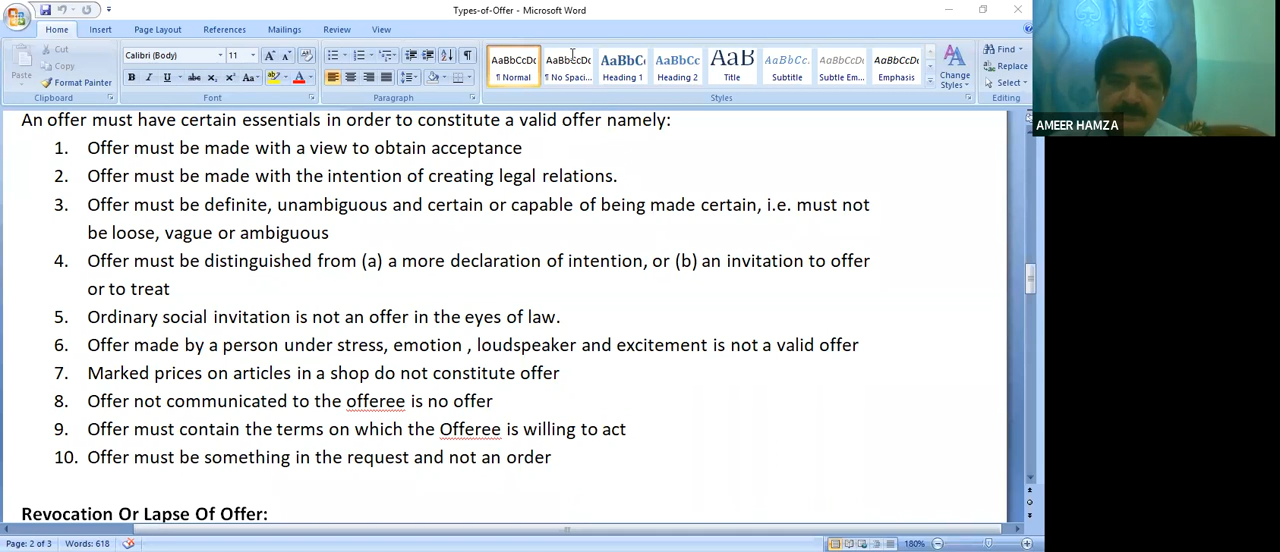 Types-of-Offer - Microsoft Word
Home Insert Page Layout References Mailings Review View
Cut
Copy
Format Painter
Paste
Clipboard
Calibri (Body) 11
Font
Paragraph
AaBbCcDc AaBbCcDc AaBbC AaBbCc AaB AaBbCc. AaBbCcDc AaBbCcDc
¶ Normal ¶ No Spaci... Heading 1 Heading 2 Title Subtitle Subtle Em... Emphasis
Change Styles
Styles
Find
Replace
Select
Editing
AMEER HAMZA
An offer must have certain essentials in order to constitute a valid offer namely:
1. Offer must be made with a view to obtain acceptance
2. Offer must be made with the intention of creating legal relations.
3. Offer must be definite, unambiguous and certain or capable of being made certain, i.e. must not
be loose, vague or ambiguous
4. Offer must be distinguished from (a) a more declaration of intention, or (b) an invitation to offer
or to treat
5. Ordinary social invitation is not an offer in the eyes of law.
6. Offer made by a person under stress, emotion , loudspeaker and excitement is not a valid offer
7. Marked prices on articles in a shop do not constitute offer
8. Offer not communicated to the offeree is no offer
9. Offer must contain the terms on which the Offeree is willing to act
10. Offer must be something in the request and not an order
Revocation Or Lapse Of Offer:
Page: 2 of 3 Words: 618 180%